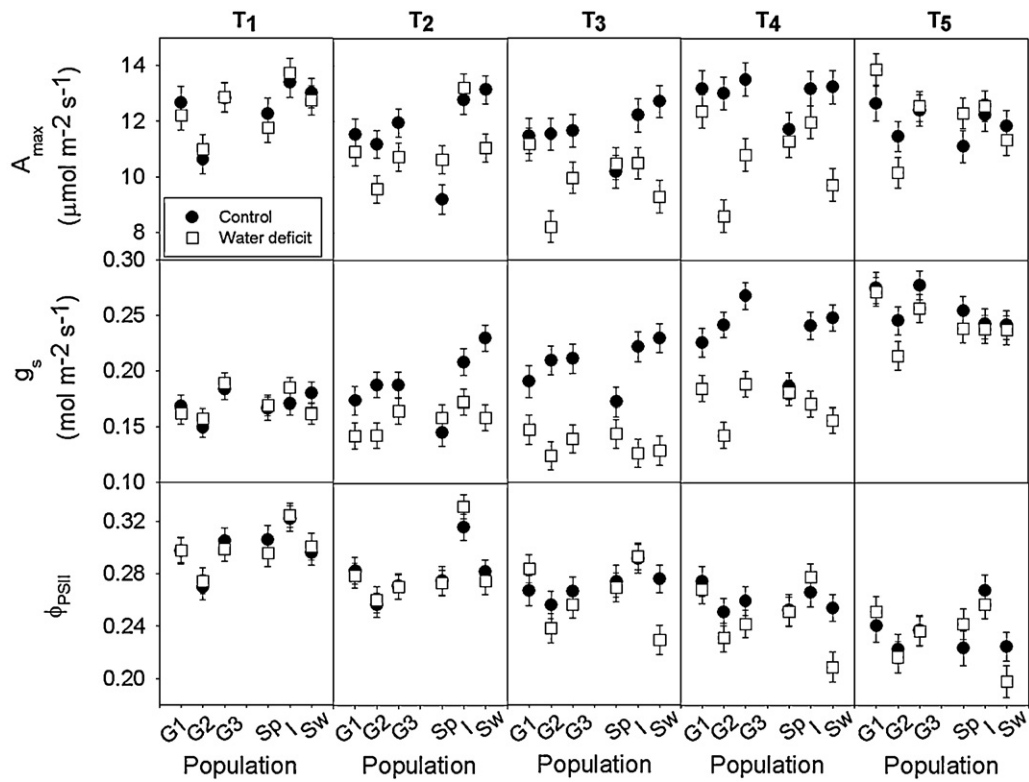 T1 T2 T3 T4 T5
Amax
(μmol m-2 s-1)
14
12
10
8
Control
Water deficit
gs
(mol m-2 s-1)
0.30
0.25
0.20
0.15
0.10
ϕPSII
0.32
0.28
0.24
0.20
G1 G2 G3 Sp I Sw G1 G2 G3 Sp I Sw G1 G2 G3 Sp I Sw G1 G2 G3 Sp I Sw G1 G2 G3 Sp I Sw
Population Population Population Population Population